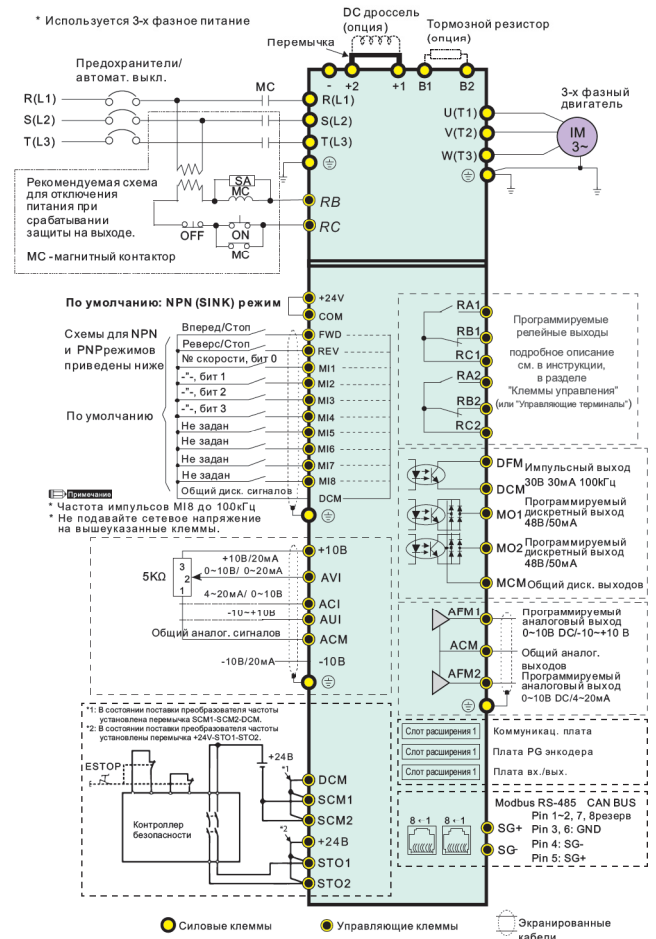 * Используется 3-х фазное питание
DC дроссель
(опция)
Тормозной резистор
(опция)
Перемычка
Предохранители/
автомат. выкл.
MC
3-х фазный
двигатель
- +2 +1 B1 B2
R(L1)
S(L2)
T(L3)
R(L1)
S(L2)
T(L3)
U(T1)
V(T2)
W(T3)
IM
3~
Рекомендуемая схема
для отключения
питания при
срабатывании
защиты на выходе.
MC -магнитный контактор
SA
MC
OFF
ON
MC
RB
RC
По умолчанию: NPN (SINK) режим
Схемы для NPN
и PNPрежимов
приведены ниже
По умолчанию
Вперед/Стоп
Реверс/Стоп
№ скорости, бит 0
-"-, бит 1
-"-, бит 2
-"-, бит 3
Не задан
Не задан
Не задан
Не задан
Общий диск. сигналов
+24V
COM
FWD
REV
MI1
MI2
MI3
MI4
MI5
MI6
MI7
MI8
DCM
Примечание
* Частота импульсов MI8 до 100кГц
* Не подавайте сетевое напряжение
на вышеуказанные клеммы.
RA1
RB1
RC1
RA2
RB2
RC2
Программируемые
релейные выходы
подробное описание
см. в инструкции,
в разделе
"Клеммы управления"
(или "Управляющие терминалы")
DFM Импульсный выход
30В 30мА 100кГц
DCM
MO1 Программируемый
дискретный выход
48В/50мА
MO2 Программируемый
дискретный выход
48В/50мА
MCM Общий диск. выходов
5KΩ
3
2
1
+10В/20мА
0~10В/ 0~20мА
4~20мА/ 0~10В
-10~+10В
Общий аналог. сигналов
-10В/20мА
+10В
AVI
ACI
AUI
ACM
-10В
AFM1
ACM
AFM2
Программируемый
аналоговый выход
0~10В DC/-10~+10 В
Общий аналог.
выходов
Программируемый
аналоговый выход
0~10В DC/4~20мА
*1: В состоянии поставки преобразователя частоты
установлена перемычка SCM1-SCM2-DCM.
*2: В состоянии поставки преобразователя частоты
установлены перемычка +24V-STO1-STO2.
ESTOP
Контроллер
безопасности
+24В
*1
*2
DCM
SCM1
SCM2
+24В
STO1
STO2
Слот расширения 1 Коммуникац. плата
Слот расширения 1 Плата PG энкодера
Слот расширения 1 Плата вх./вых.
8 ← 1
8 ← 1
SG+
SG-
Modbus RS-485 CAN BUS
Pin 1~2, 7, 8резерв
Pin 3, 6: GND
Pin 4: SG-
Pin 5: SG+
Силовые клеммы
Управляющие клеммы
Экранированные
кабели